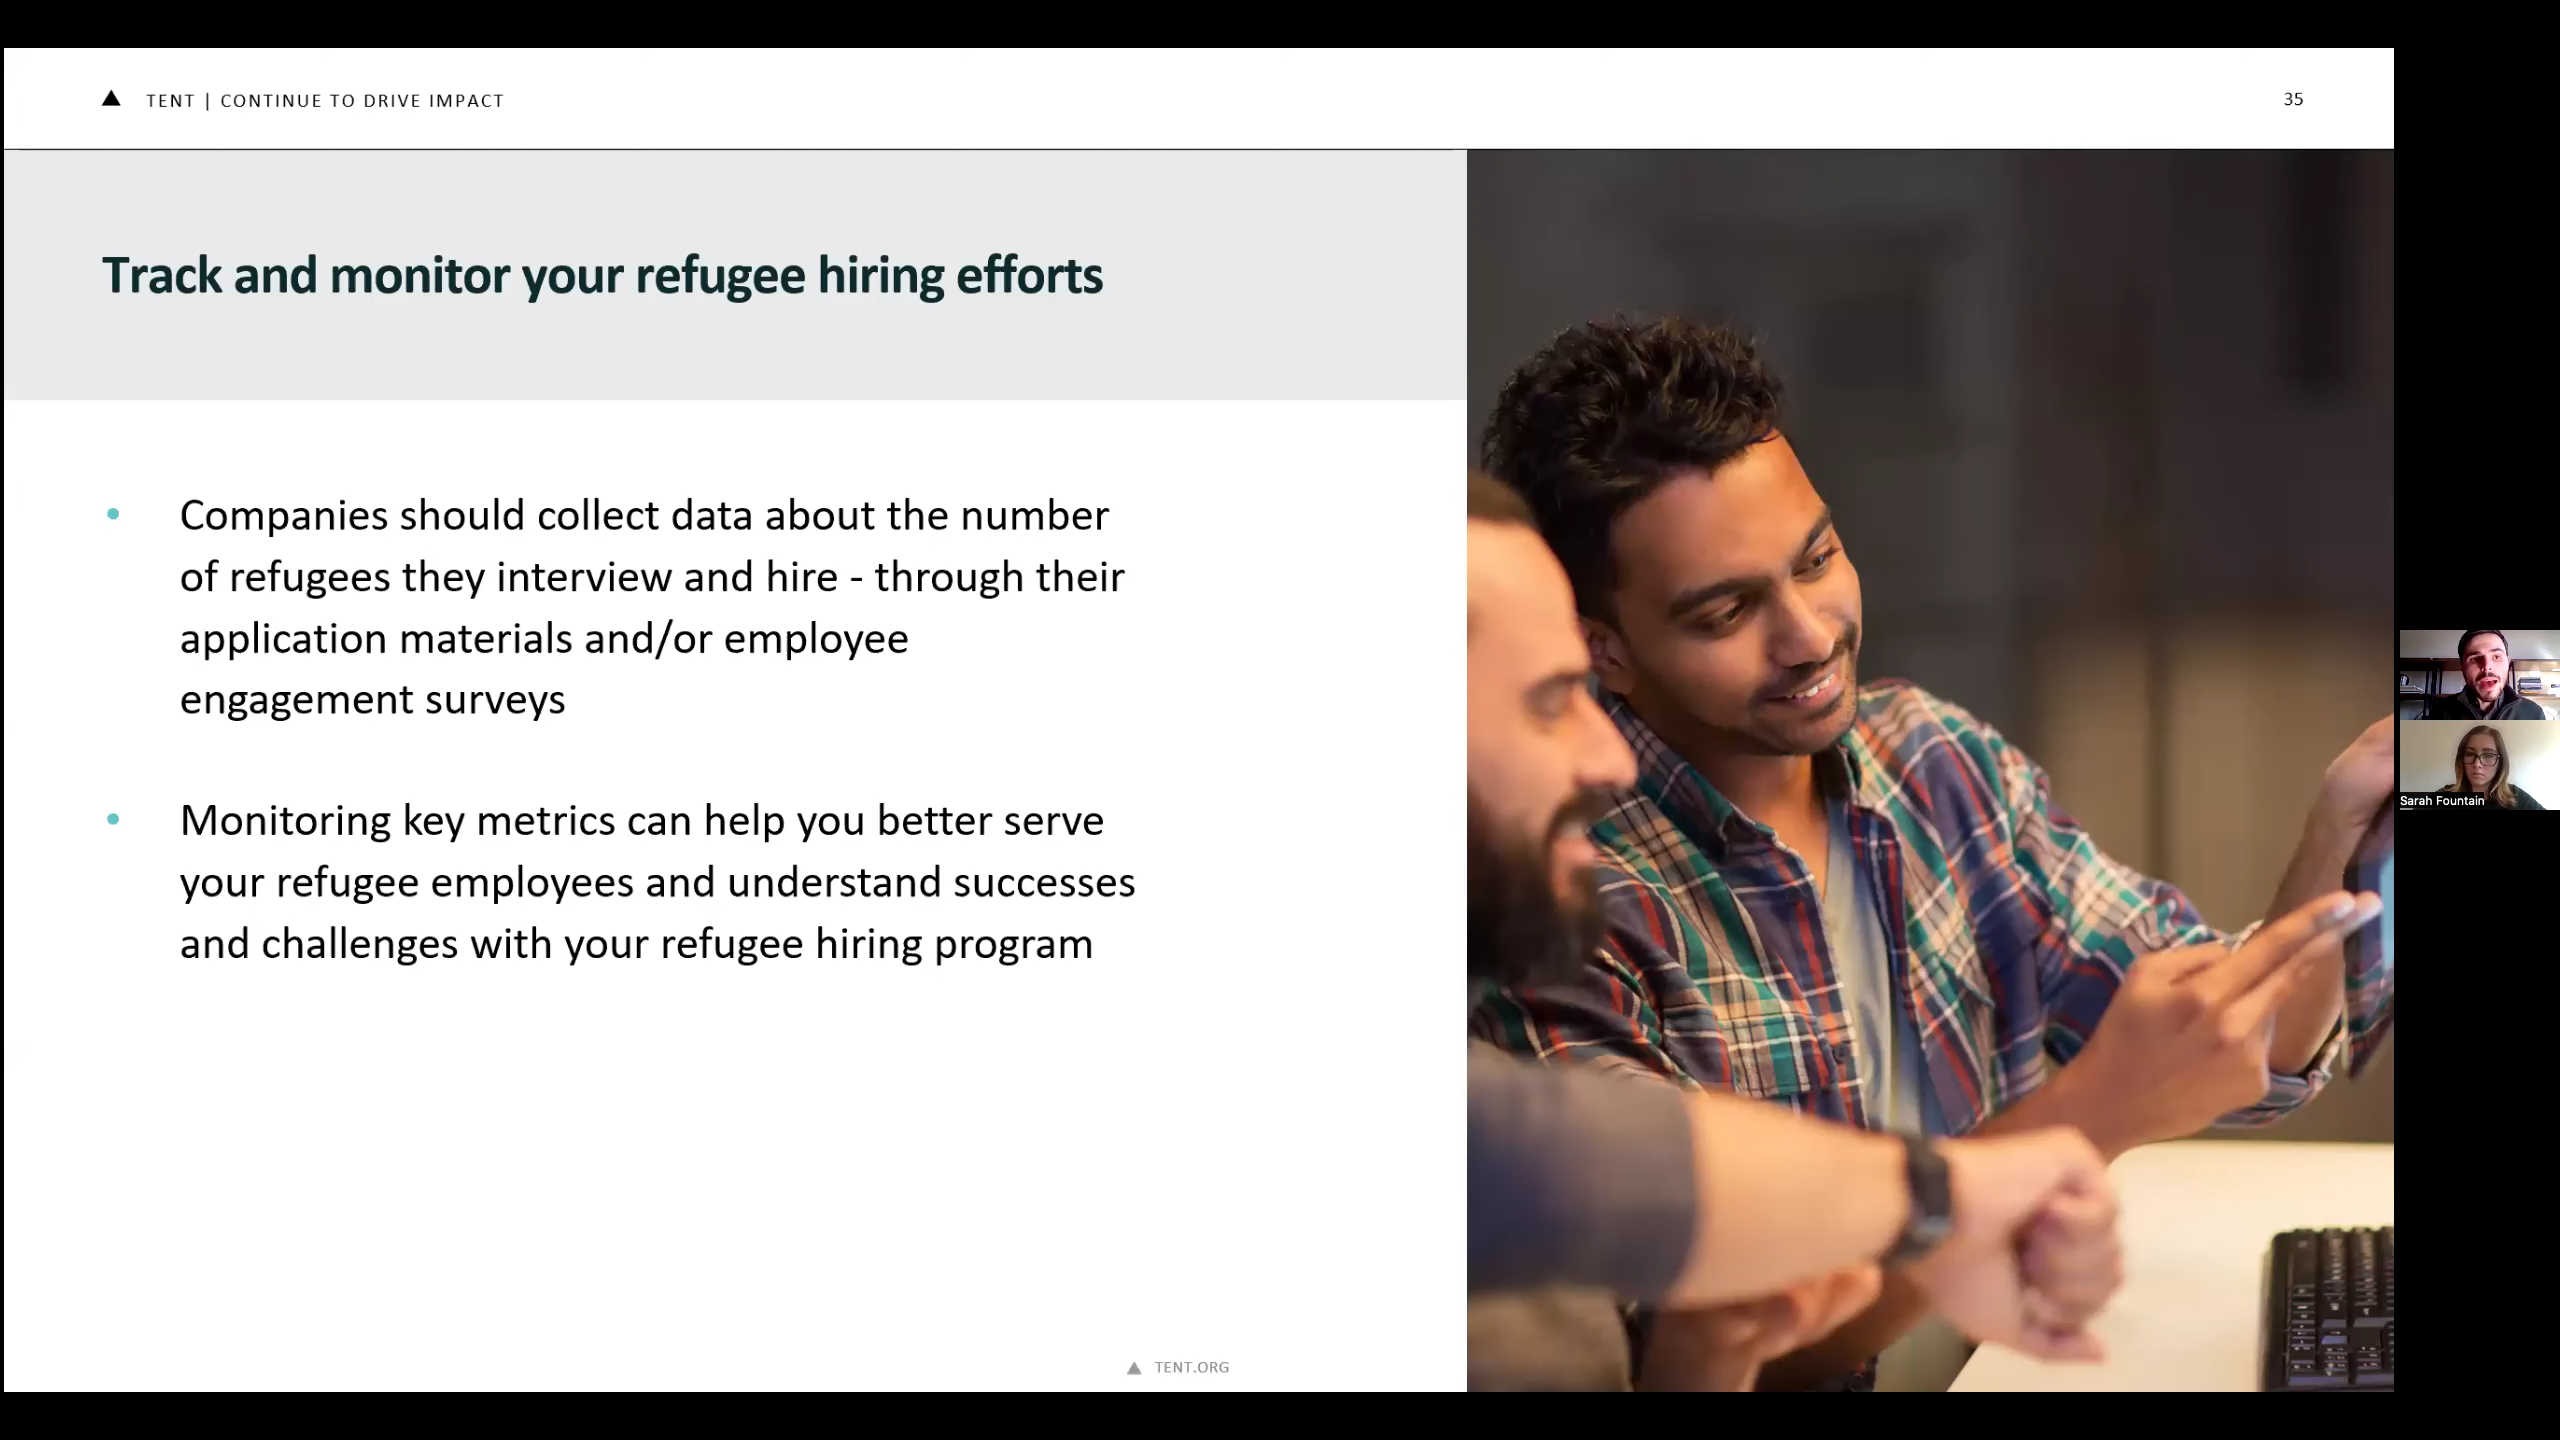 TENT | CONTINUE TO DRIVE IMPACT
35
Track and monitor your refugee hiring efforts
• Companies should collect data about the number
of refugees they interview and hire - through their
application materials and/or employee
engagement surveys
• Monitoring key metrics can help you better serve
your refugee employees and understand successes
and challenges with your refugee hiring program
Sarah Fountain
TENT.ORG